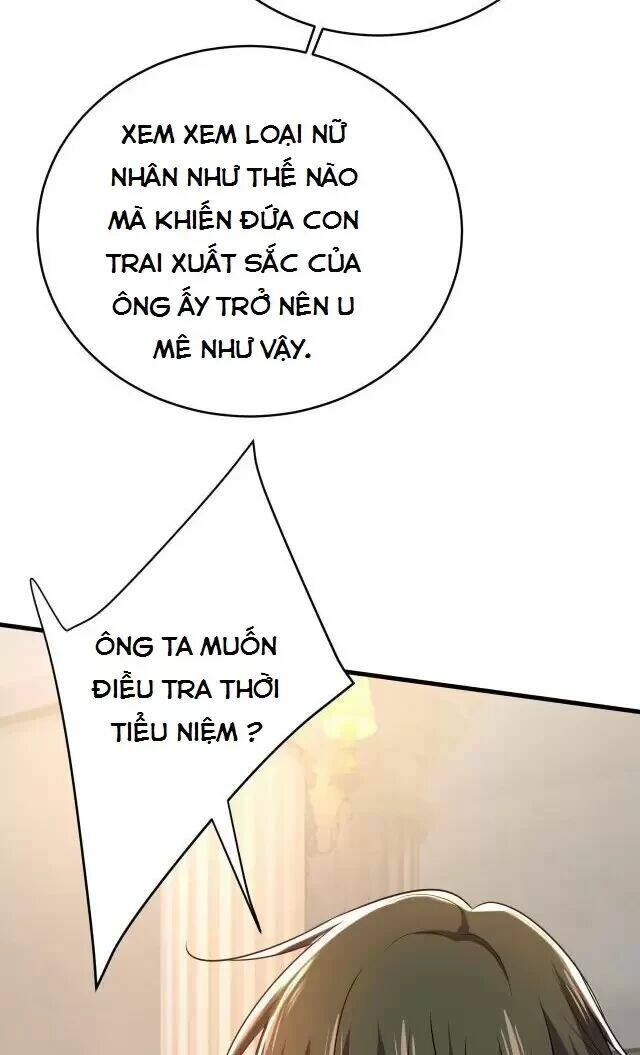 XEM XEM LOẠI NỮ
NHÂN NHƯ THẾ NÀO
MÀ KHIẾN ĐỨA CON
TRAI XUẤT SẮC CỦA
ÔNG ẤY TRỞ NÊN U
MÊ NHƯ VẬY.
ÔNG TA MUỐN
ĐIỀU TRA THỜI
TIỂU NIỆM ?